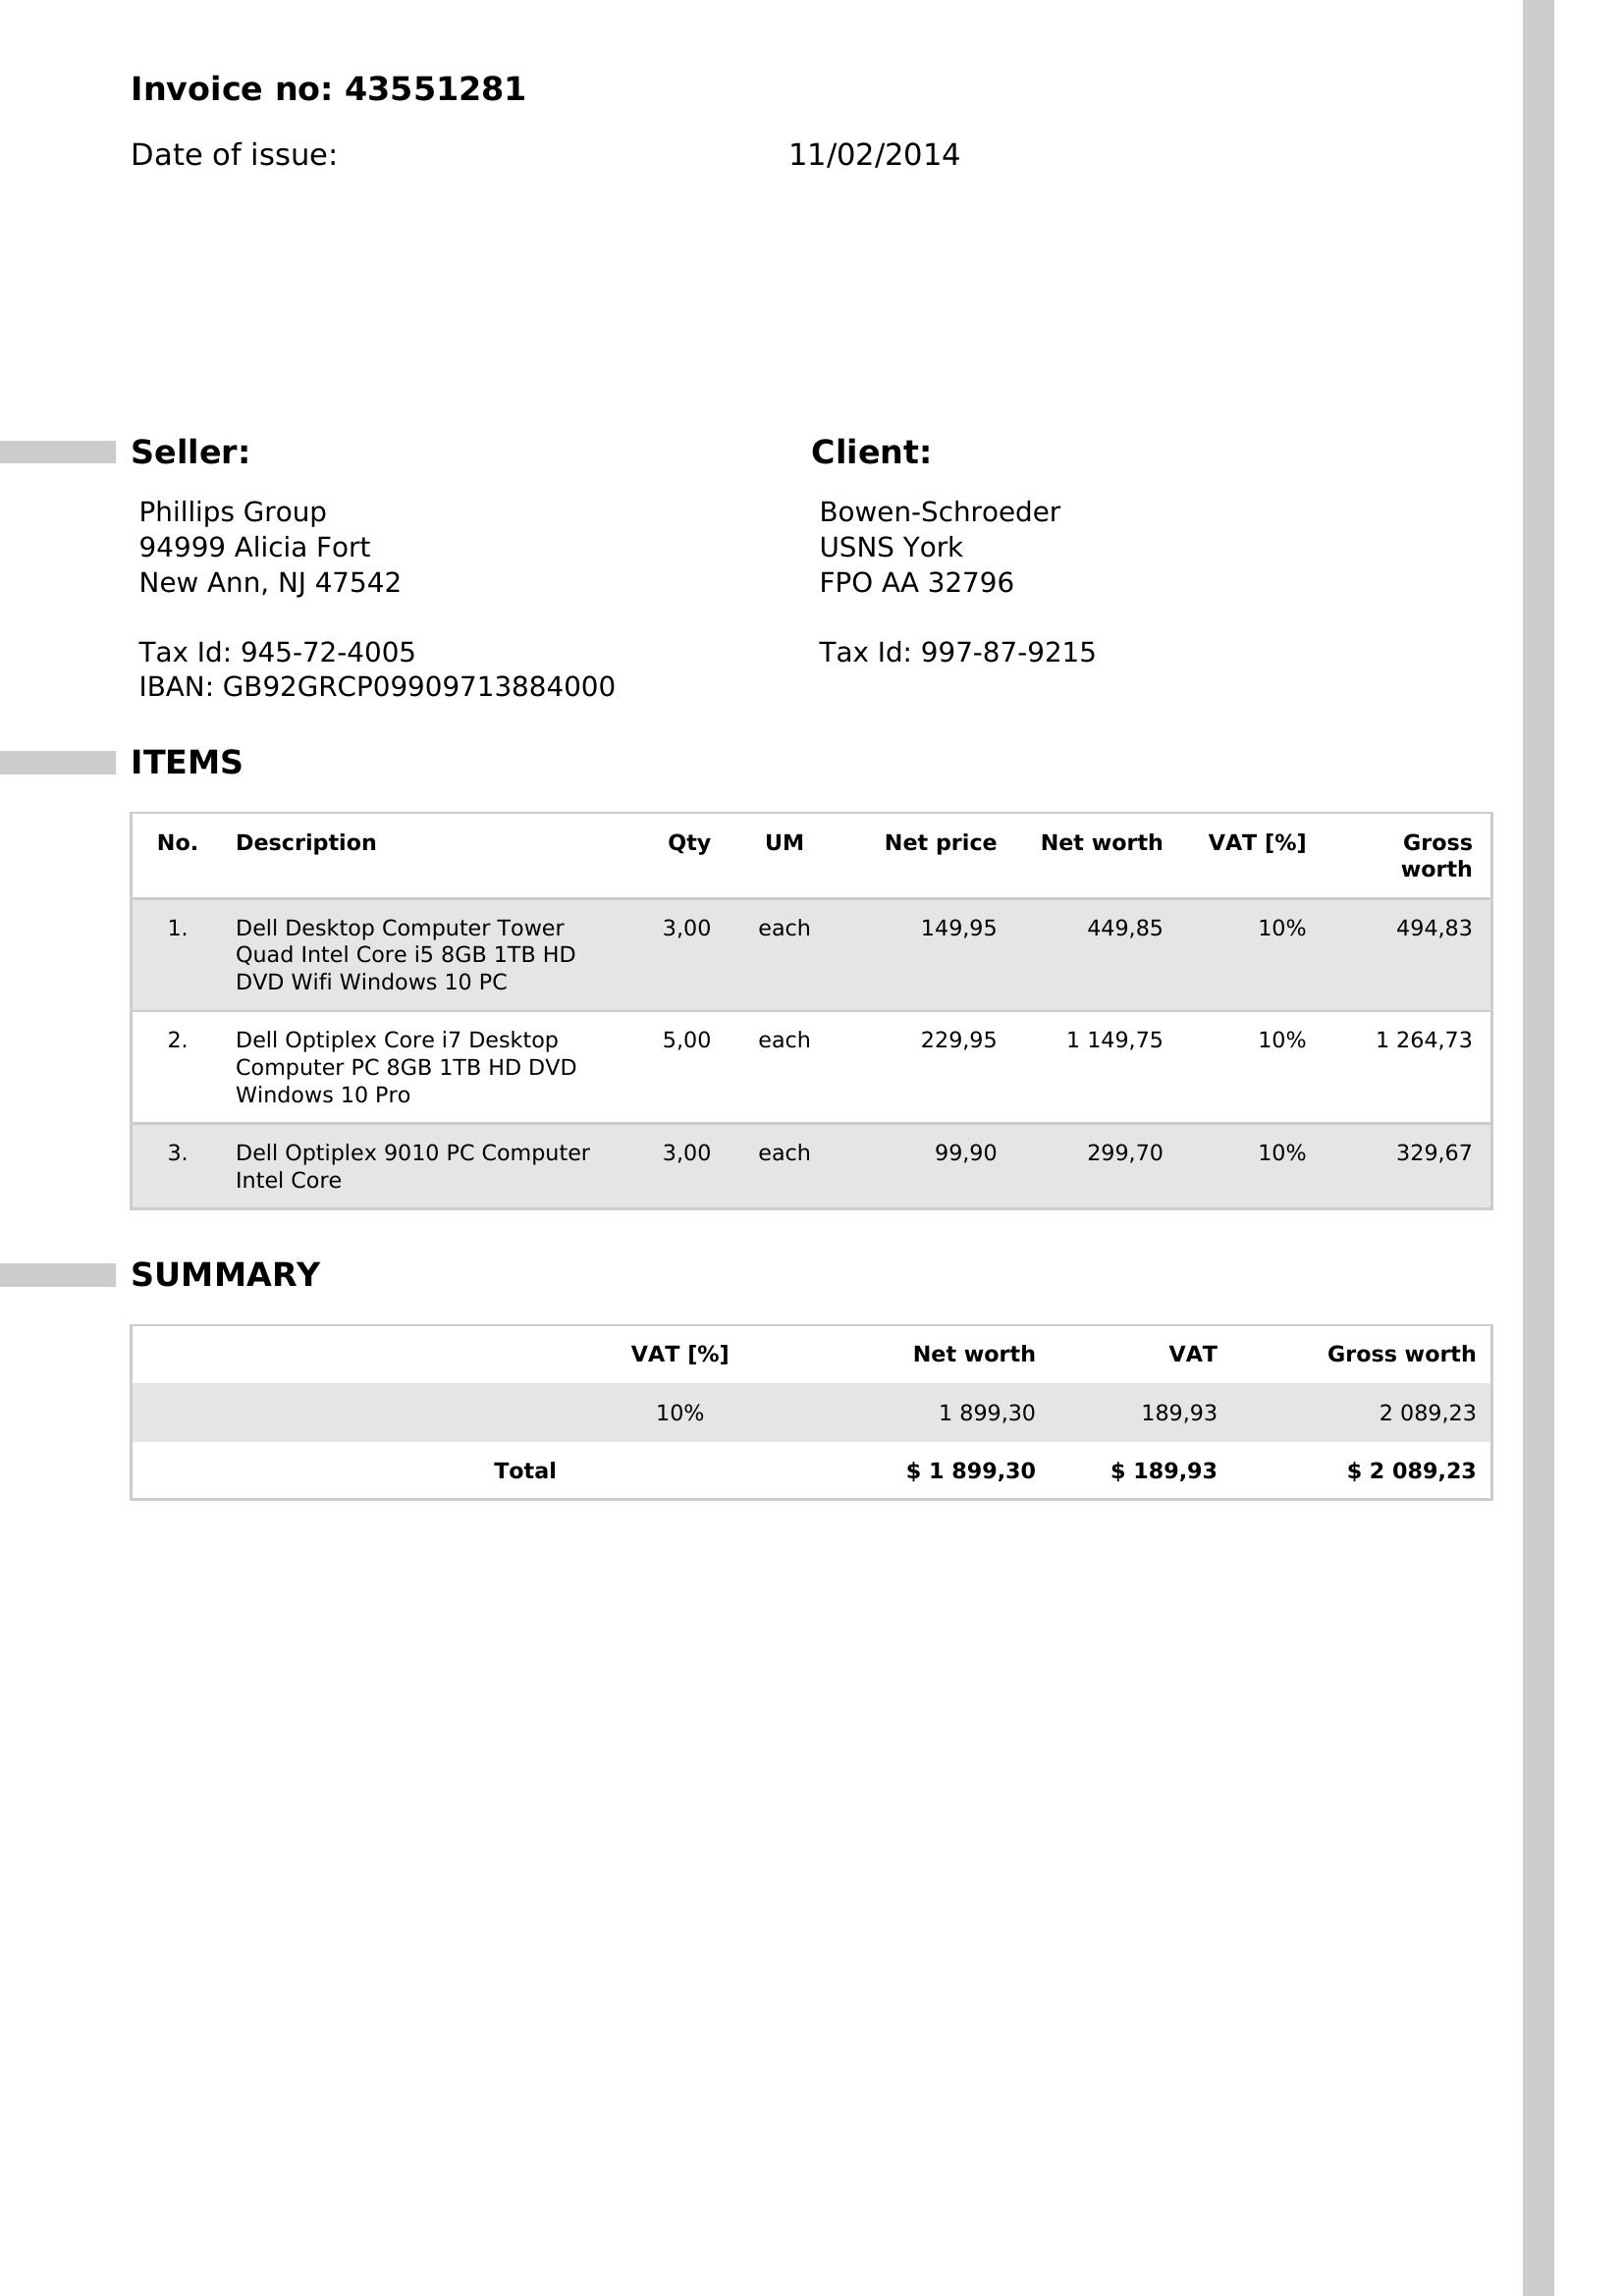 Invoice no: 43551281
Date of issue: 11/02/2014
Seller:
Phillips Group
94999 Alicia Fort
New Ann, NJ 47542
Tax Id: 945-72-4005
IBAN: GB92GRCP09909713884000
Client:
Bowen-Schroeder
USNS York
FPO AA 32796
Tax Id: 997-87-9215
ITEMS
No. Description Qty UM Net price Net worth VAT [%] Gross
worth
1. Dell Desktop Computer Tower 3,00 each 149,95 449,85 10% 494,83
Quad Intel Core i5 8GB 1TB HD
DVD Wifi Windows 10 PC
2. Dell Optiplex Core i7 Desktop 5,00 each 229,95 1 149,75 10% 1 264,73
Computer PC 8GB 1TB HD DVD
Windows 10 Pro
3. Dell Optiplex 9010 PC Computer 3,00 each 99,90 299,70 10% 329,67
Intel Core
SUMMARY
VAT [%] Net worth VAT Gross worth
10% 1 899,30 189,93 2 089,23
Total $ 1 899,30 $ 189,93 $ 2 089,23